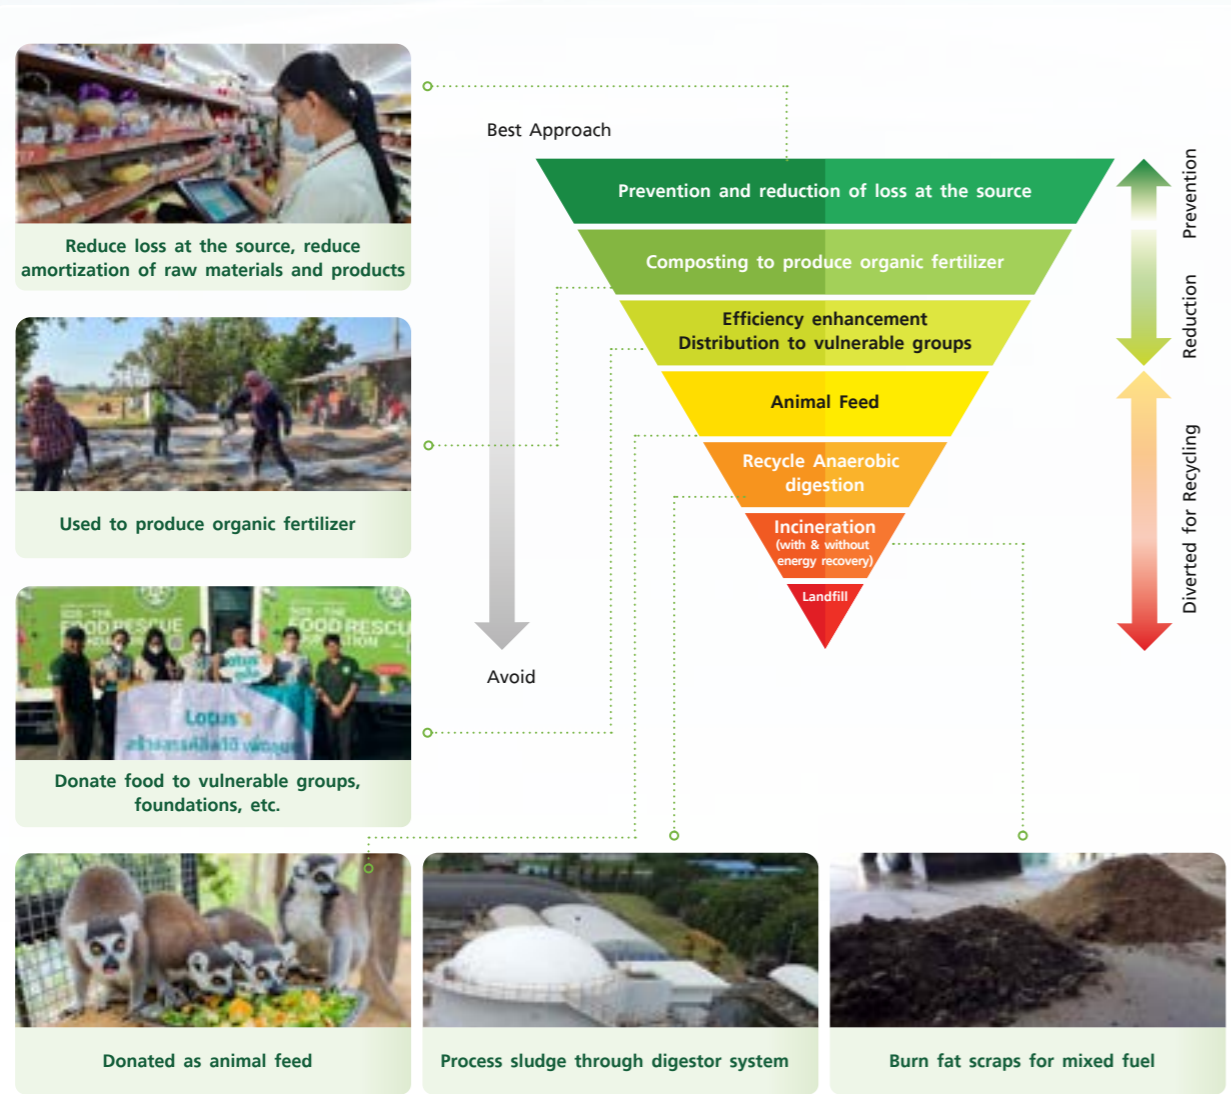 Best Approach
Prevention and reduction of loss at the source
Composting to produce organic fertilizer
Efficiency enhancement
Distribution to vulnerable groups
Animal Feed
Recycle Anaerobic
digestion
Incineration
(with & without
energy recovery)
Landfill
Avoid
Prevention
Reduction
Diverted for Recycling
Reduce loss at the source, reduce
amortization of raw materials and products
Used to produce organic fertilizer
FOOD RESCUE
FOOD RESCU
Lotus's
Donate food to vulnerable groups,
foundations, etc.
Donated as animal feed
Process sludge through digestor system
Burn fat scraps for mixed fuel